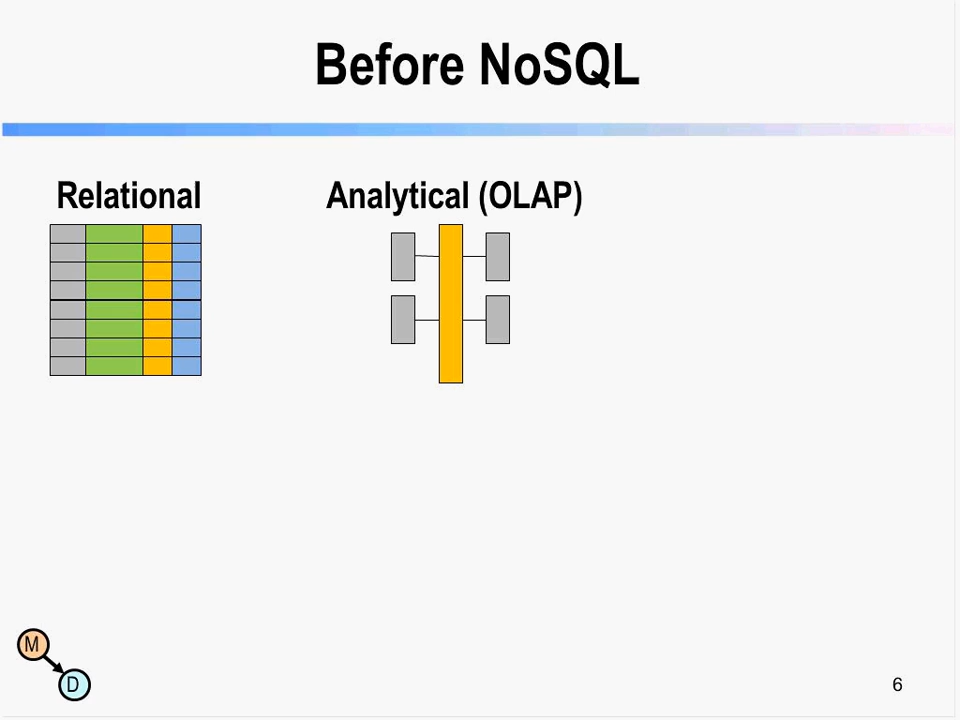 Before NoSQL
Relational
Analytical (OLAP)
M
D
6